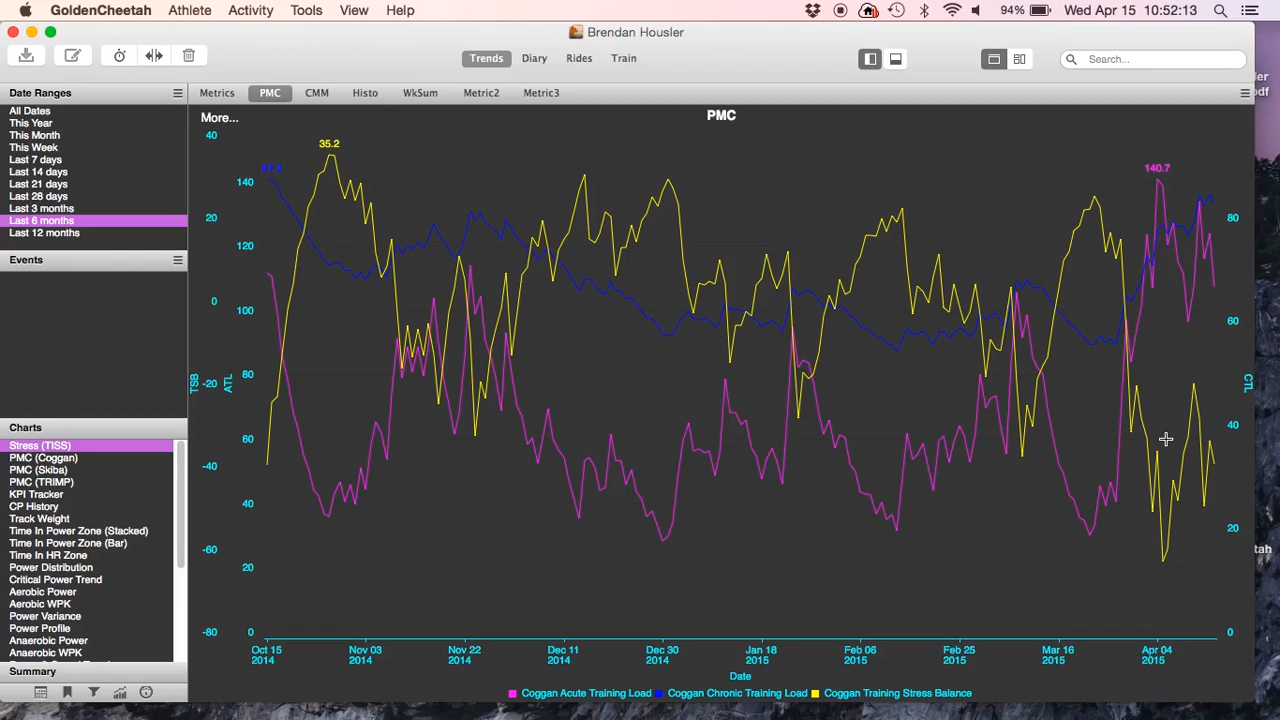 GoldenCheetah Athlete Activity Tools View Help 94% Wed Apr 15 10:52:13
Brendan Housler
Trends Diary Rides Train Search...
Date Ranges
All Dates
This Year
This Month
This Week
Last 7 days
Last 14 days
Last 21 days
Last 28 days
Last 3 months
Last 6 months
Last 12 months
Events
Charts
Stress (TISS)
PMC (Coggan)
PMC (Skiba)
PMC (TRIMP)
KPI Tracker
CP History
Track Weight
Time In Power Zone (Stacked)
Time In Power Zone (Bar)
Time In HR Zone
Power Distribution
Critical Power Trend
Aerobic Power
Aerobic WPK
Power Variance
Power Profile
Anaerobic Power
Anaerobic WPK
Summary
Metrics PMC CMM Histo WkSum Metric2 Metric3
More... PMC
35.2
140.7
40
20
0
-20
-40
-60
-80
TSB
140
120
100
80
60
40
20
0
ATL
80
60
40
20
0
CTL
Oct 15 Nov 03 Nov 22 Dec 11 Dec 30 Jan 18 Feb 06 Feb 25 Mar 16 Apr 04
2014 2014 2014 2014 2014 2015 2015 2015 2015 2015
Date
Coggan Acute Training Load Coggan Chronic Training Load Coggan Training Stress Balance
ler
odf
etah